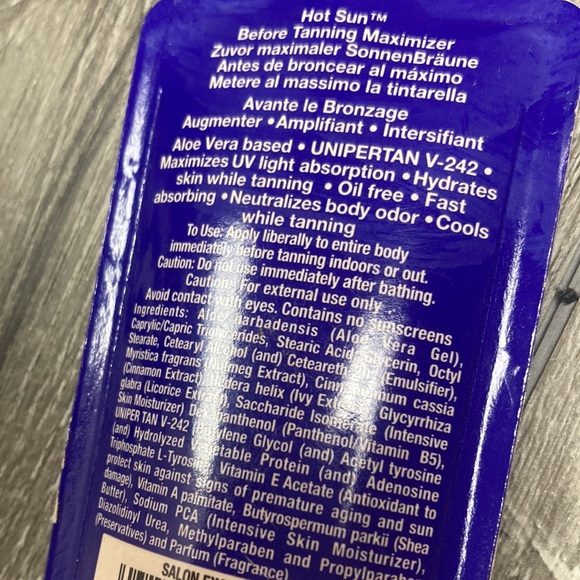 Hot Sun™
Before Tanning Maximizer
Zuvor maximaler SonnenBräune
Antes de broncear al máximo
Metere al massimo la tintarella
Avante le Bronzage
Augmenter • Amplifiant • Intersifiant
Aloe Vera based • UNIPERTAN V-242 •
Maximizes UV light absorption • Hydrates
skin while tanning • Oil free • Fast
absorbing • Neutralizes body odor • Cools
while tanning
To Use: Apply liberally to entire body
immediately before tanning indoors or out.
Caution: Do not use immediately after bathing.
Caution: For external use only
Avoid contact with eyes. Contains no sunscreens
Ingredients: Aloe Barbadensis (Aloe Vera Gel),
Caprylic/Capric Triglycerides, Stearic Acid, Glycerin, Octyl
Stearate, Cetearyl Alcohol (and) Ceteareth- (Emulsifier),
Myristica fragrans (Nutmeg Extract), Cinnamomum cassia
(Cinnamon Extract), Hedera helix (Ivy Extract), Glycyrrhiza
glabra (Licorice Extract), Saccharide Isomerate (Intensive
Skin Moisturizer) Dexpanthenol (Panthenol/Vitamin B5),
UNIPER TAN V-242 (Butylene Glycol (and) Acetyl tyrosine
(and) Hydrolyzed Vegetable Protein (and) Adenosine
Triphosphate L-Tyrosine, Vitamin E Acetate (Antioxidant to
protect skin against signs of premature aging and sun
damage), Vitamin A palmitate, Butyrospermum parkii (Shea
Butter), Sodium PCA (Intensive Skin Moisturizer),
Diazolidinyl Urea, Methylparaben and Propylparaben
(Preservatives) and Parfum (Fragrance)
SALON